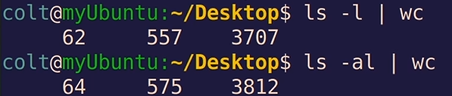 colt@myUbuntu:~/Desktop$ ls -l | wc
62 557 3707
colt@myUbuntu:~/Desktop$ ls -al | wc
64 575 3812